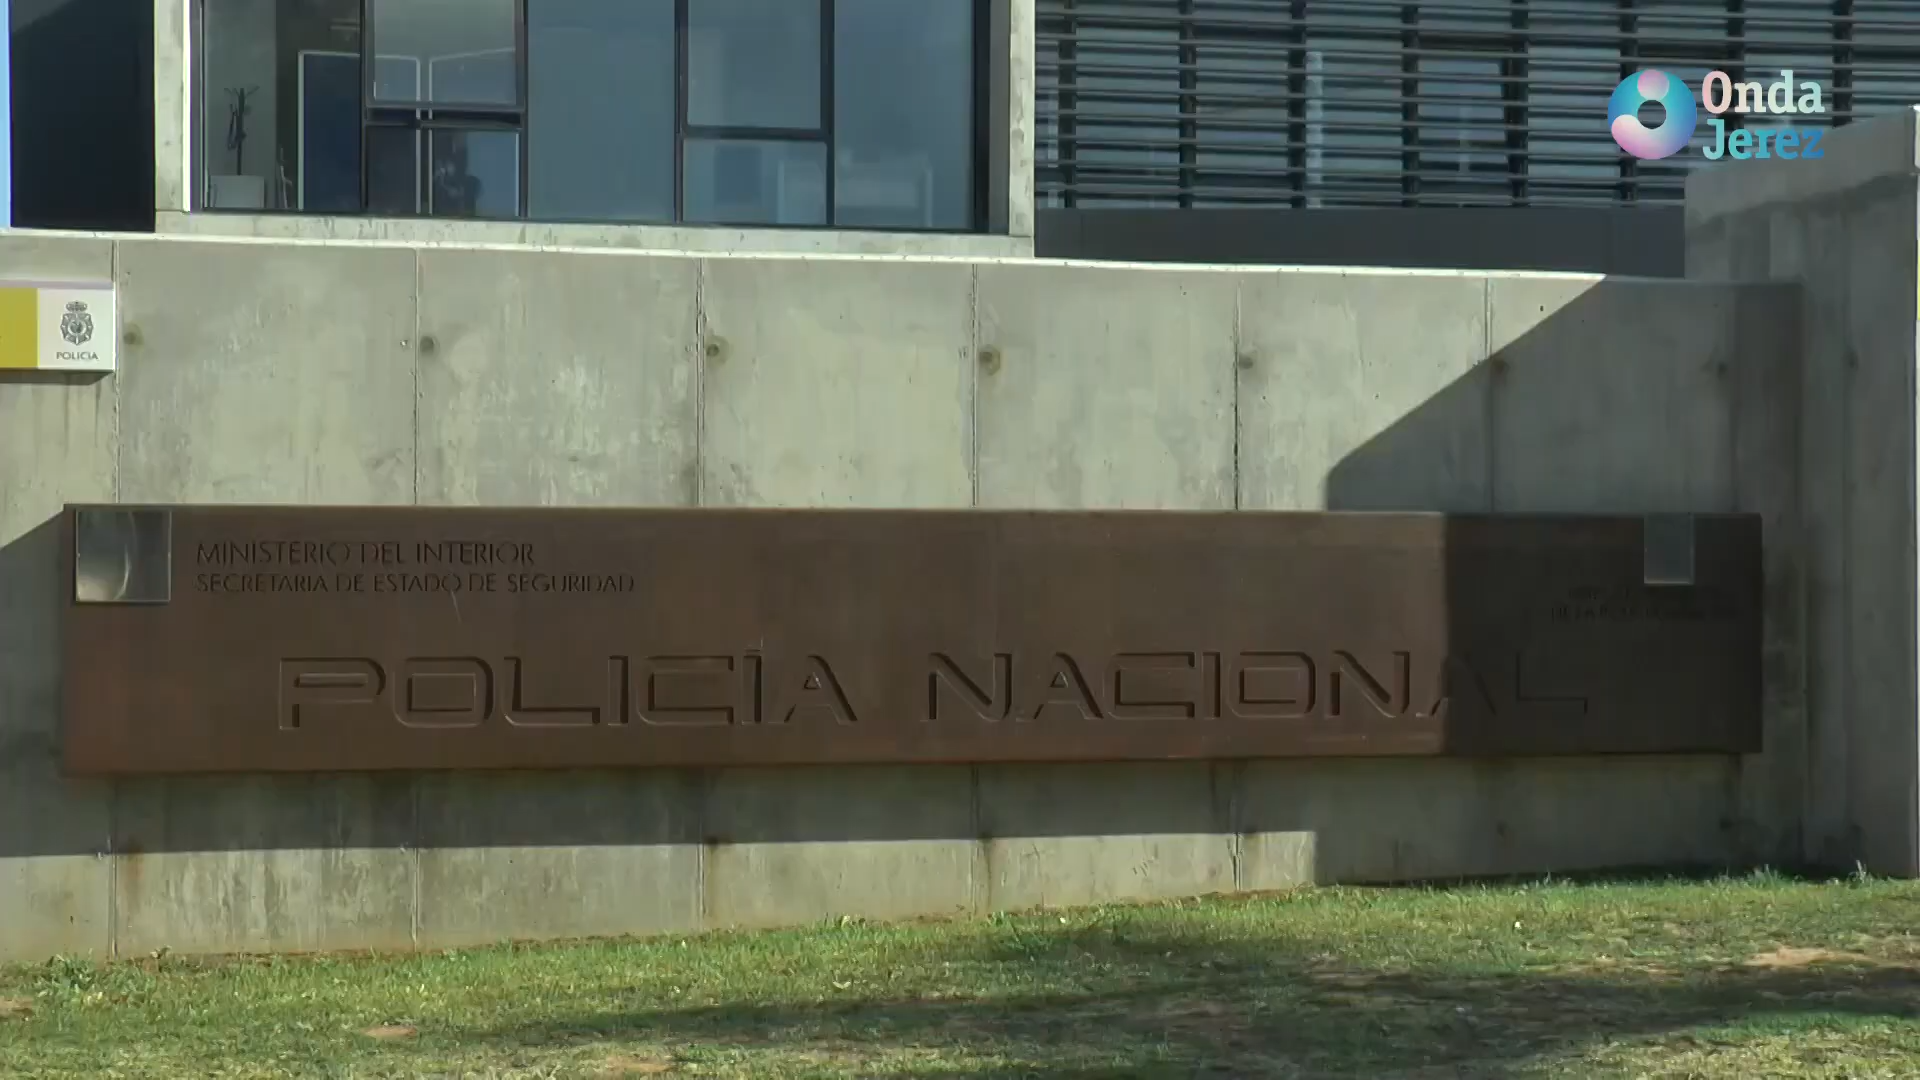 Onda
Jerez
POLICIA
MINISTERIO DEL INTERIOR
SECRETARIA DE ESTADO DE SEGURIDAD
POLICÍA NACIONAL